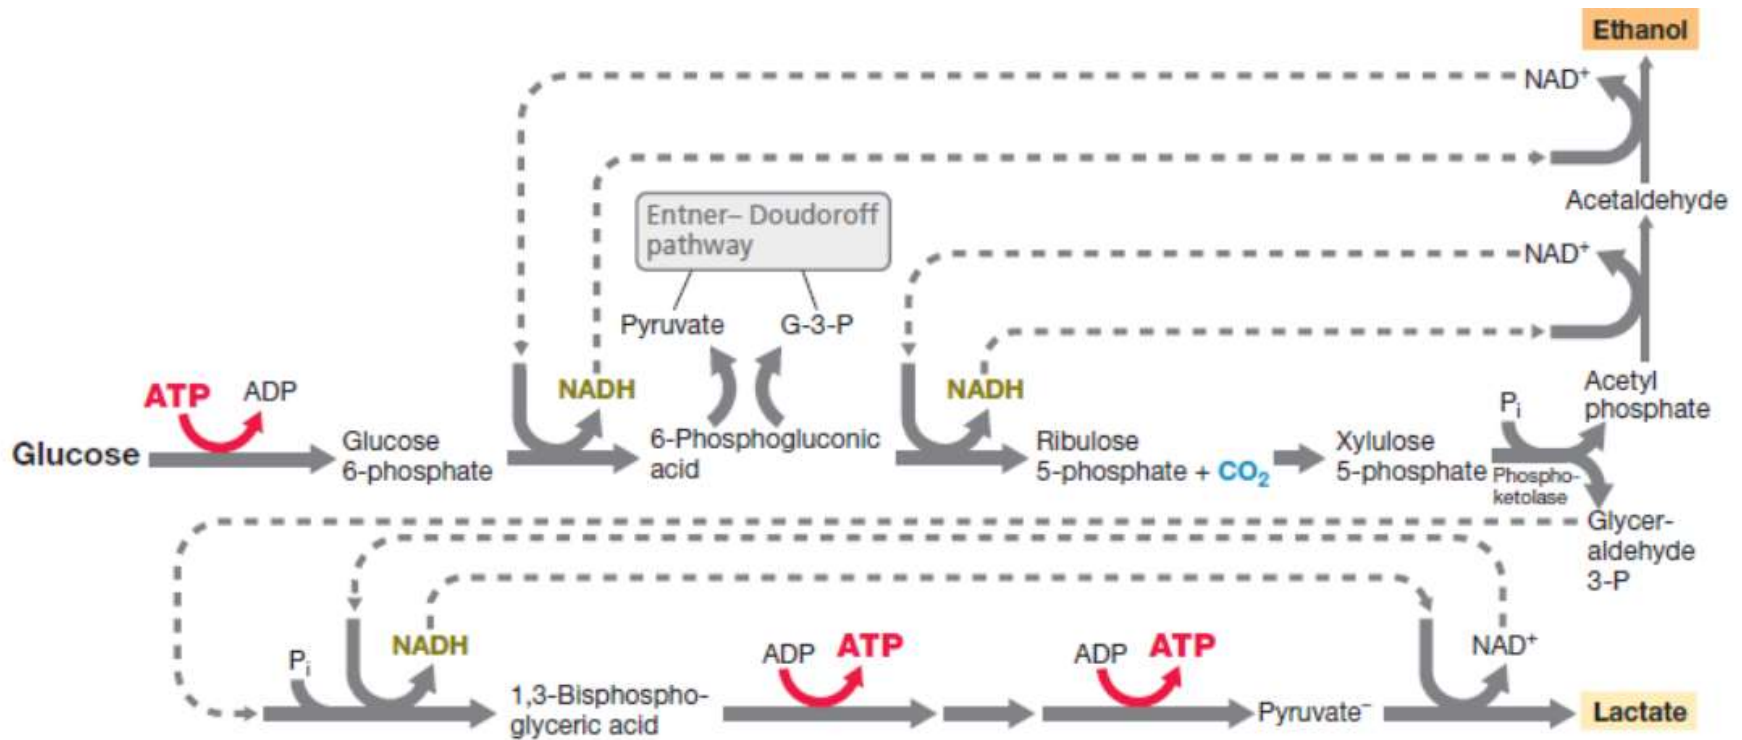 Ethanol
NAD⁺
Acetaldehyde
Entner– Doudoroff
pathway
NAD⁺
Pyruvate
G-3-P
ATP
ADP
NADH
NADH
Pᵢ
Acetyl
phosphate
Glucose
Glucose
6-phosphate
6-Phosphogluconic
acid
Ribulose
5-phosphate + CO₂
Xylulose
5-phosphate
Phospho-
ketolase
Glycer-
aldehyde
3-P
Pᵢ
NADH
ADP
ATP
ADP
ATP
NAD⁺
1,3-Bisphospho-
glyceric acid
Pyruvate⁻
Lactate